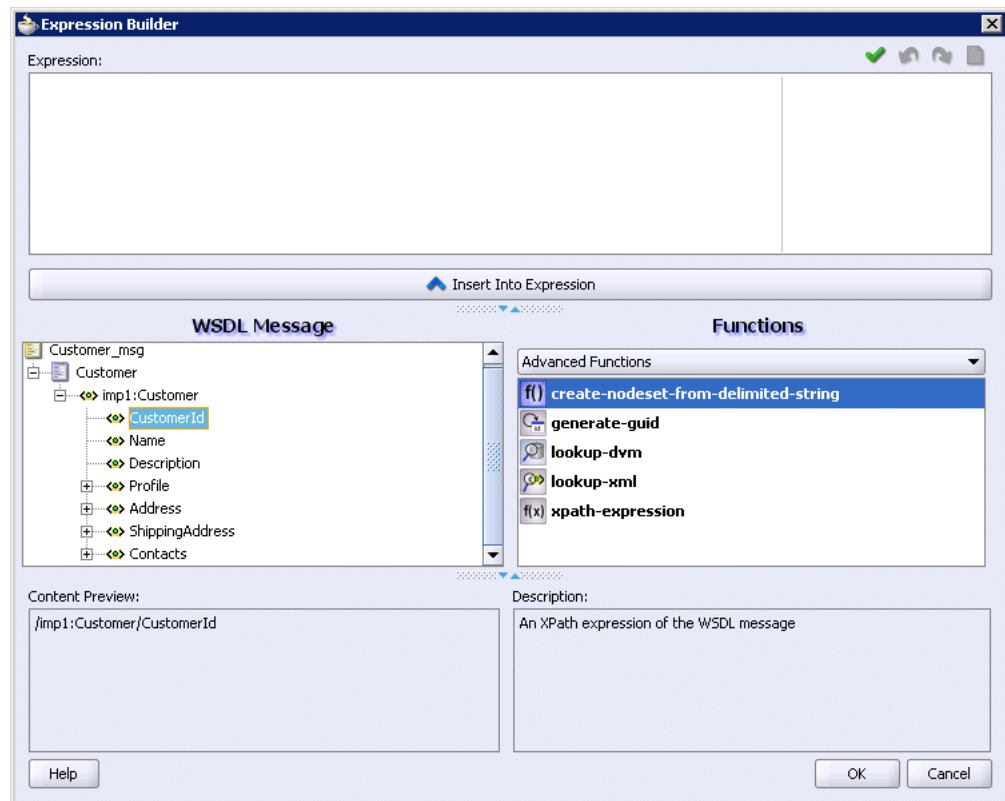 Expression Builder
Expression:
Insert Into Expression
WSDL Message
Functions
Customer_msg
Customer
imp1:Customer
CustomerId
Name
Description
Profile
Address
ShippingAddress
Contacts
Advanced Functions
f() create-nodeset-from-delimited-string
id generate-guid
lookup-dvm
lookup-xml
f(x) xpath-expression
Content Preview:
/imp1:Customer/CustomerId
Description:
An XPath expression of the WSDL message
Help
OK
Cancel